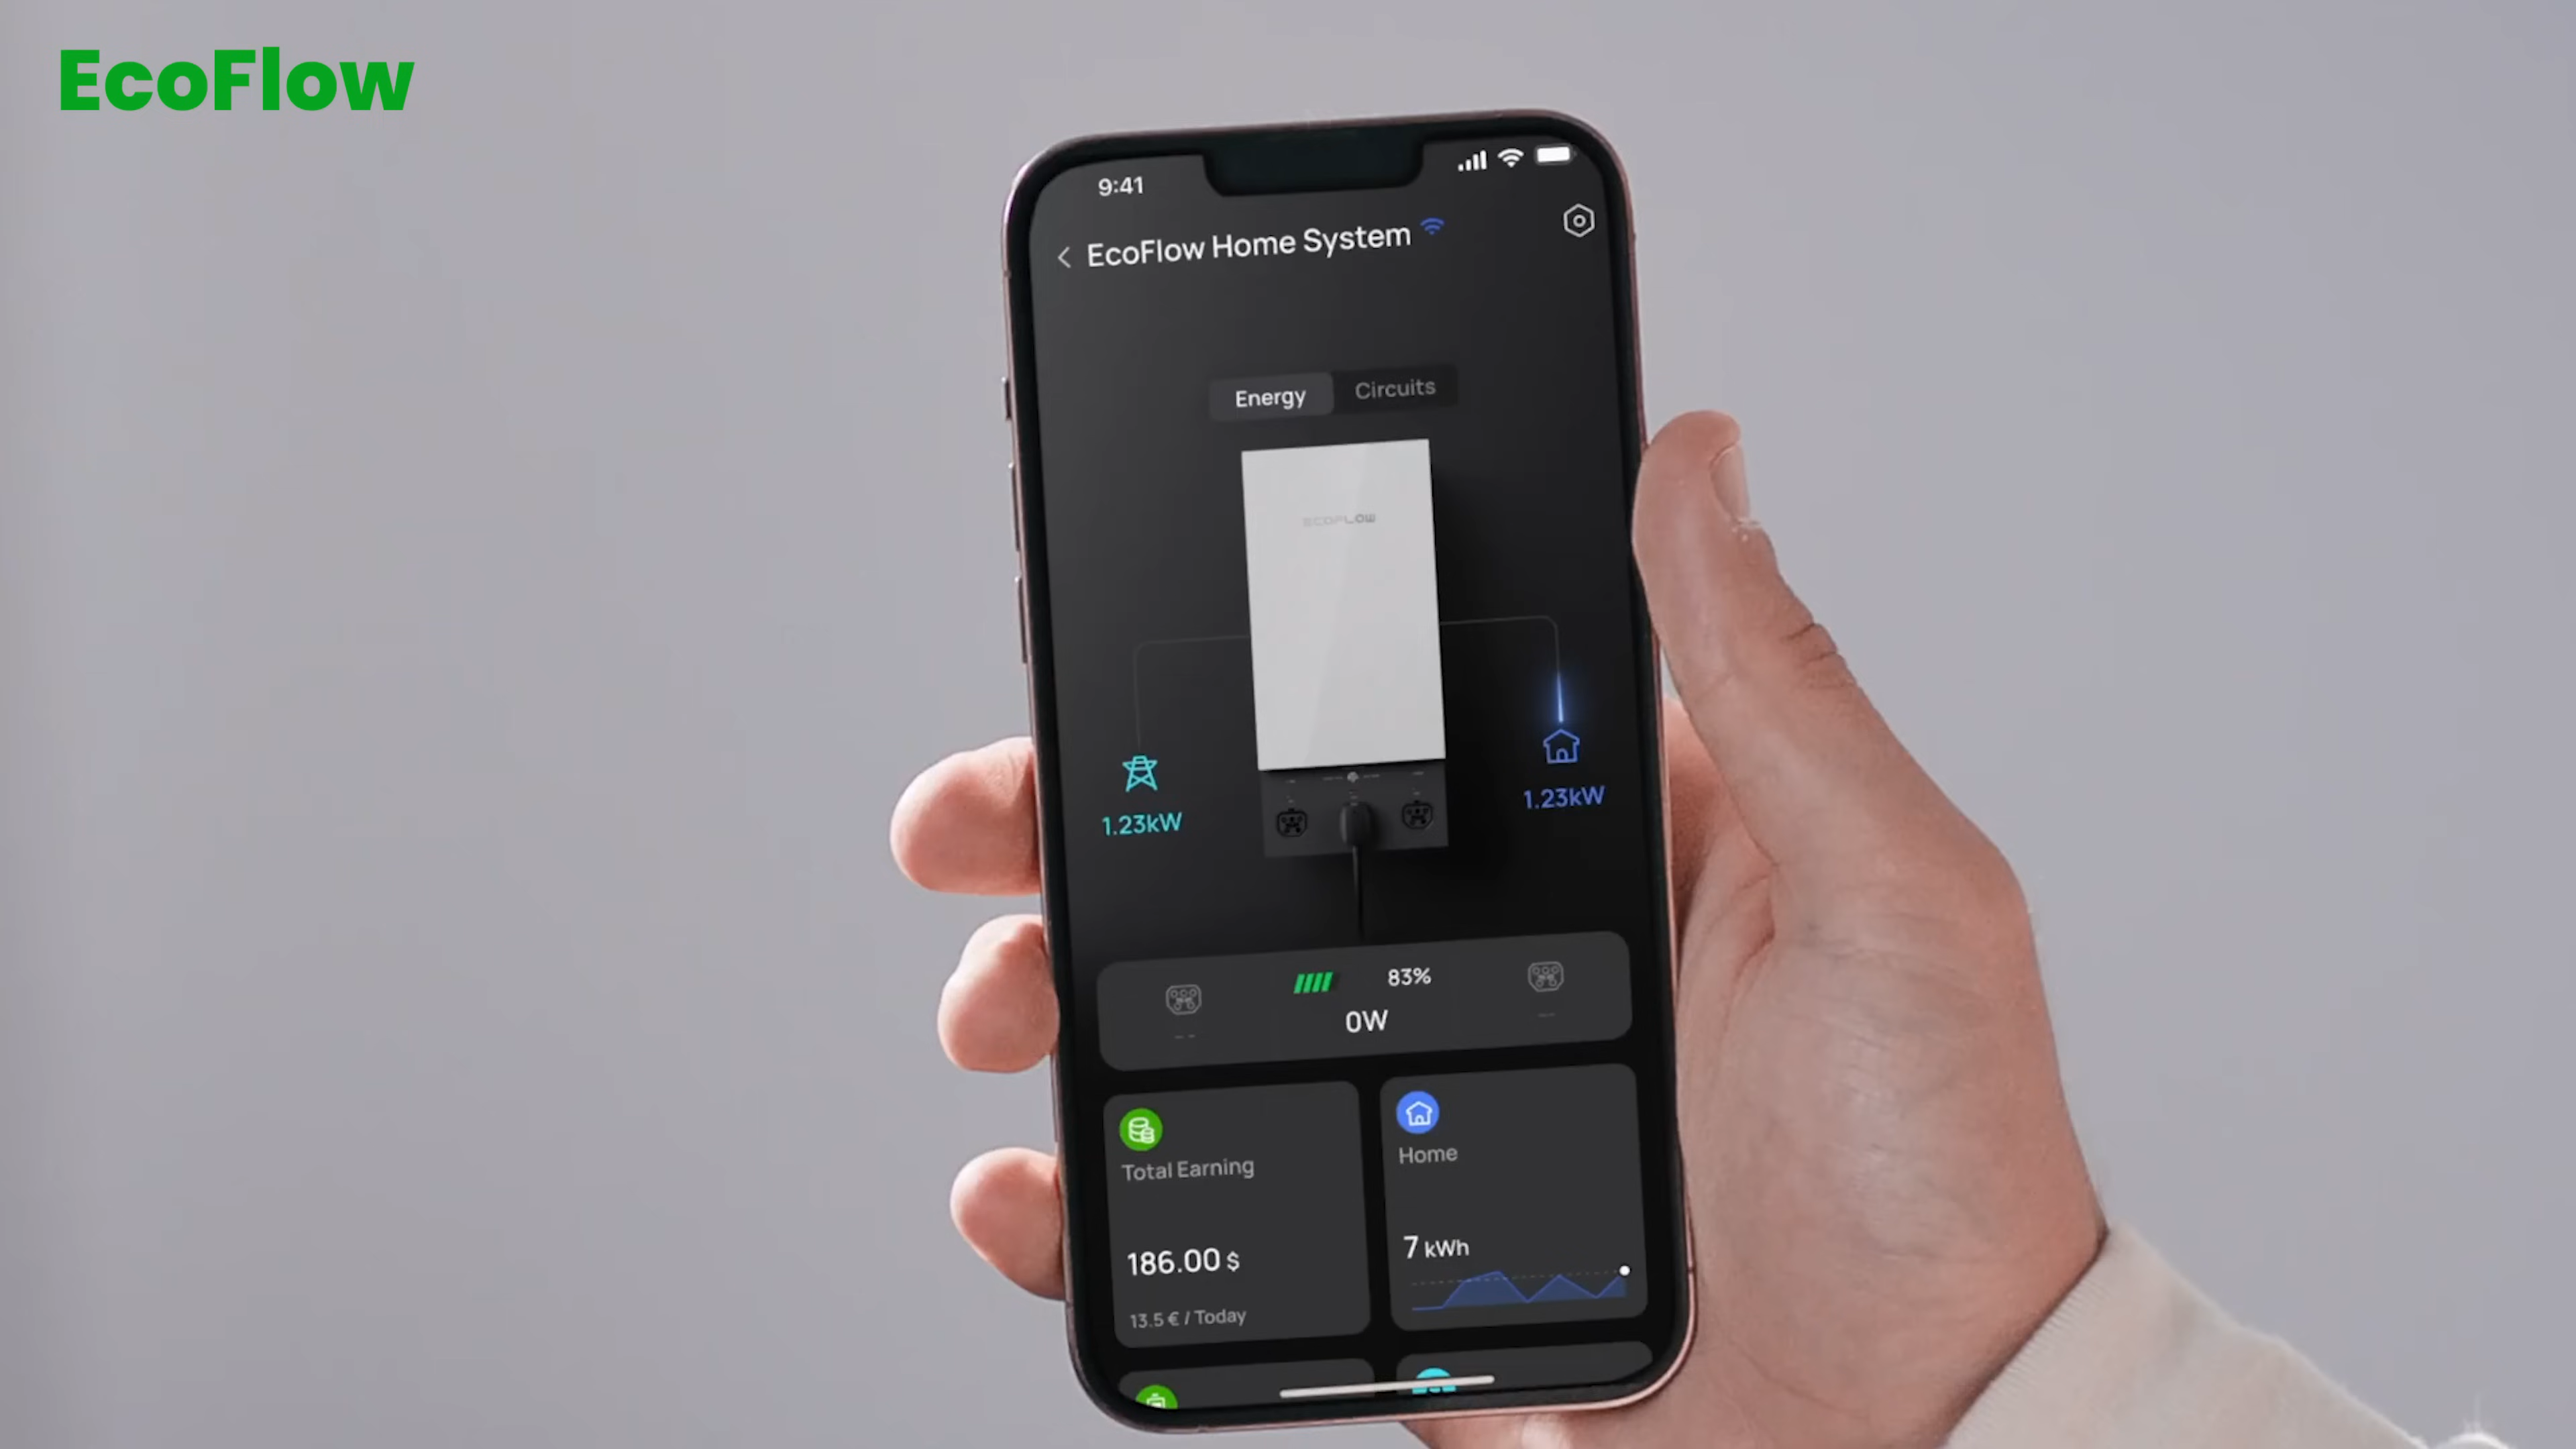 EcoFlow
9:41
EcoFlow Home System
Energy
Circuits
ECOFLOW
1.23kW
1.23kW
83%
0W
Total Earning
186.00 $
13.5 € / Today
Home
7 kWh